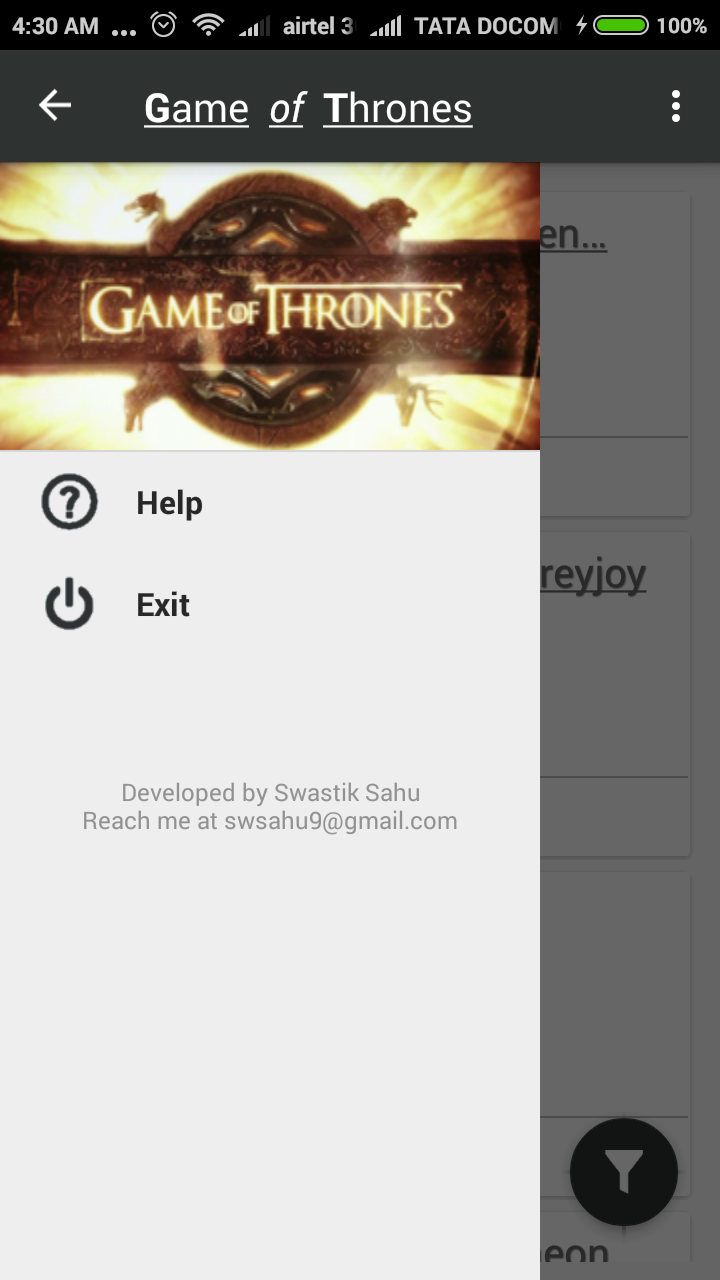 4:30 AM ... airtel 3 TATA DOCOM 100%
Game of Thrones
GAME OF THRONES
en...
Help
reyjoy
Exit
Developed by Swastik Sahu
Reach me at swsahu9@gmail.com
eon